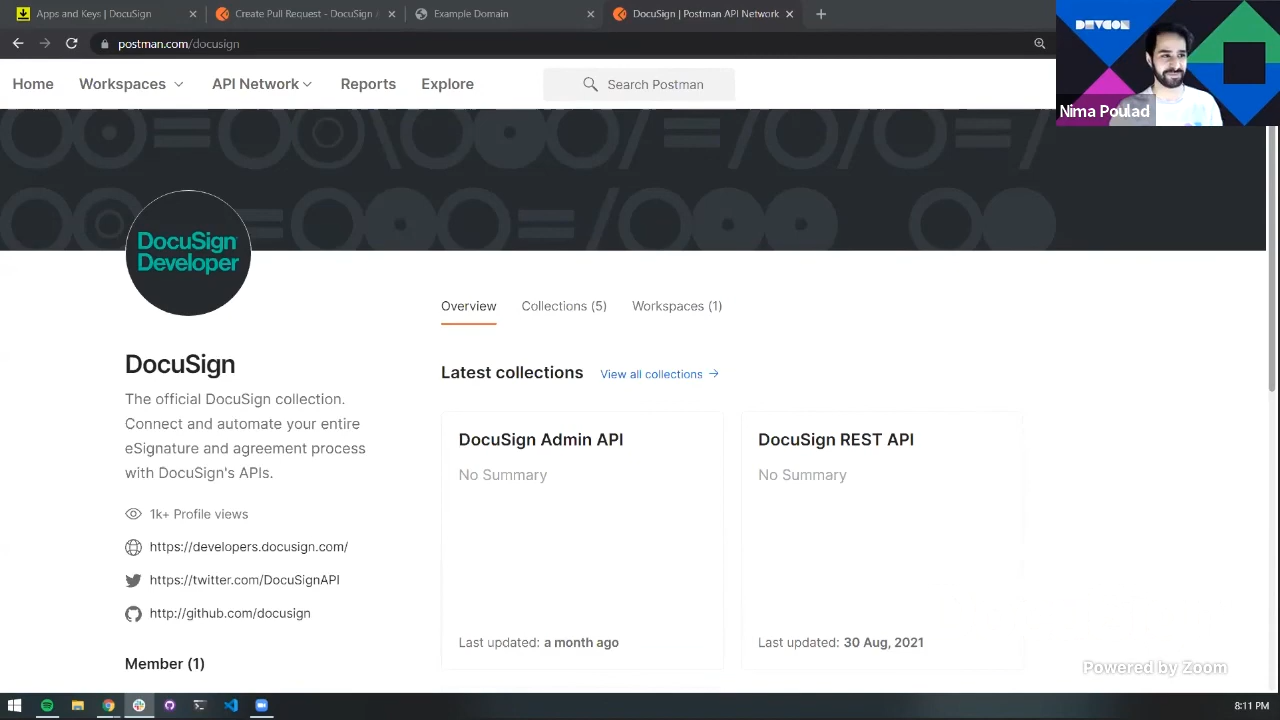 Apps and Keys | DocuSign
Create Pull Request - DocuSign /
Example Domain
DocuSign | Postman API Network
postman.com/docusign
DEVCON
Nima Poulad
Home
Workspaces
API Network
Reports
Explore
Search Postman
DocuSign
Developer
Overview
Collections (5)
Workspaces (1)
DocuSign
The official DocuSign collection.
Connect and automate your entire
eSignature and agreement process
with DocuSign's APIs.
1k+ Profile views
https://developers.docusign.com/
https://twitter.com/DocuSignAPI
http://github.com/docusign
Member (1)
Latest collections
View all collections →
DocuSign Admin API
No Summary
Last updated: a month ago
DocuSign REST API
No Summary
Last updated: 30 Aug, 2021
Powered by Zoom
8:11 PM